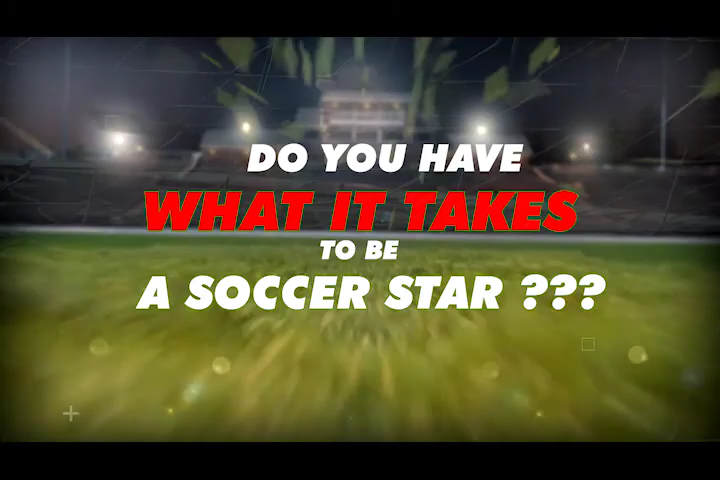 DO YOU HAVE
WHAT IT TAKES
TO BE
A SOCCER STAR ???